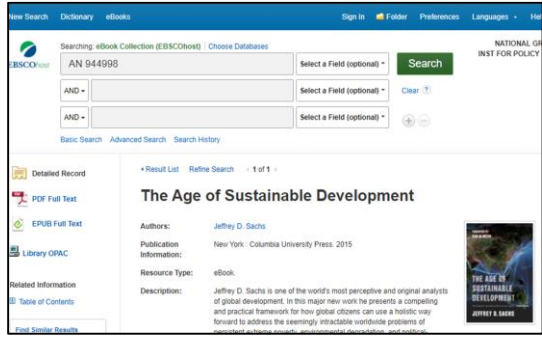 New Search Dictionary eBooks Sign In Folder Preferences Languages
Searching: eBook Collection (EBSCOhost) Choose Databases
NATIONAL GR
INST FOR POLICY
EBSCOhost
AN 944998 Select a Field (optional) Search
AND Select a Field (optional) Clear ?
AND Select a Field (optional)
Basic Search Advanced Search Search History
Detailed Record
PDF Full Text
EPUB Full Text
Library OPAC
Related Information
Table of Contents
Find Similar Results
Result List Refine Search 1 of 1
The Age of Sustainable Development
Authors: Jeffrey D. Sachs
Publication Information: New York : Columbia University Press. 2015
Resource Type: eBook.
Description: Jeffrey D. Sachs is one of the world's most perceptive and original analysts
of global development. In this major new work he presents a compelling
and practical framework for how global citizens can use a holistic way
forward to address the seemingly intractable worldwide problems of
persistent extreme poverty, environmental degradation, and political-
THE AGE OF
SUSTAINABLE
DEVELOPMENT
JEFFREY D. SACHS